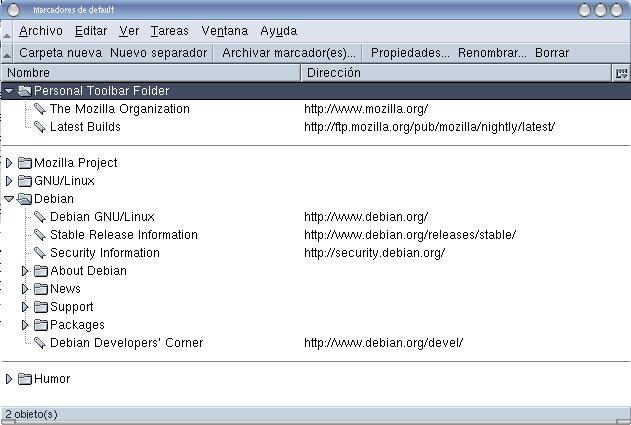 Marcadores de default
Archivo Editar Ver Tareas Ventana Ayuda
Carpeta nueva Nuevo separador Archivar marcador(es)... Propiedades... Renombrar... Borrar
Nombre Dirección
Personal Toolbar Folder
The Mozilla Organization http://www.mozilla.org/
Latest Builds http://ftp.mozilla.org/pub/mozilla/nightly/latest/
Mozilla Project
GNU/Linux
Debian
Debian GNU/Linux http://www.debian.org/
Stable Release Information http://www.debian.org/releases/stable/
Security Information http://security.debian.org/
About Debian
News
Support
Packages
Debian Developers' Corner http://www.debian.org/devel/
Humor
2 objeto(s)